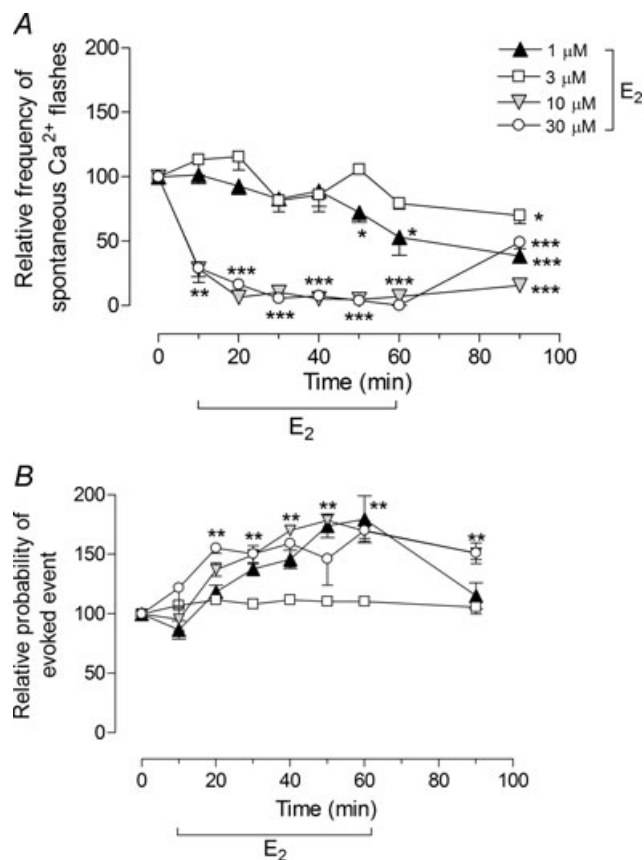 A
Relative frequency of
spontaneous Ca²⁺ flashes
200
150
100
50
0
1 μM
3 μM
10 μM
30 μM
E₂
*
*
*
***
***
***
**
***
***
***
***
***
0 20 40 60 80 100
Time (min)
E₂
B
Relative probability of
evoked event
200
150
100
50
0
**
**
**
**
**
**
0 20 40 60 80 100
Time (min)
E₂